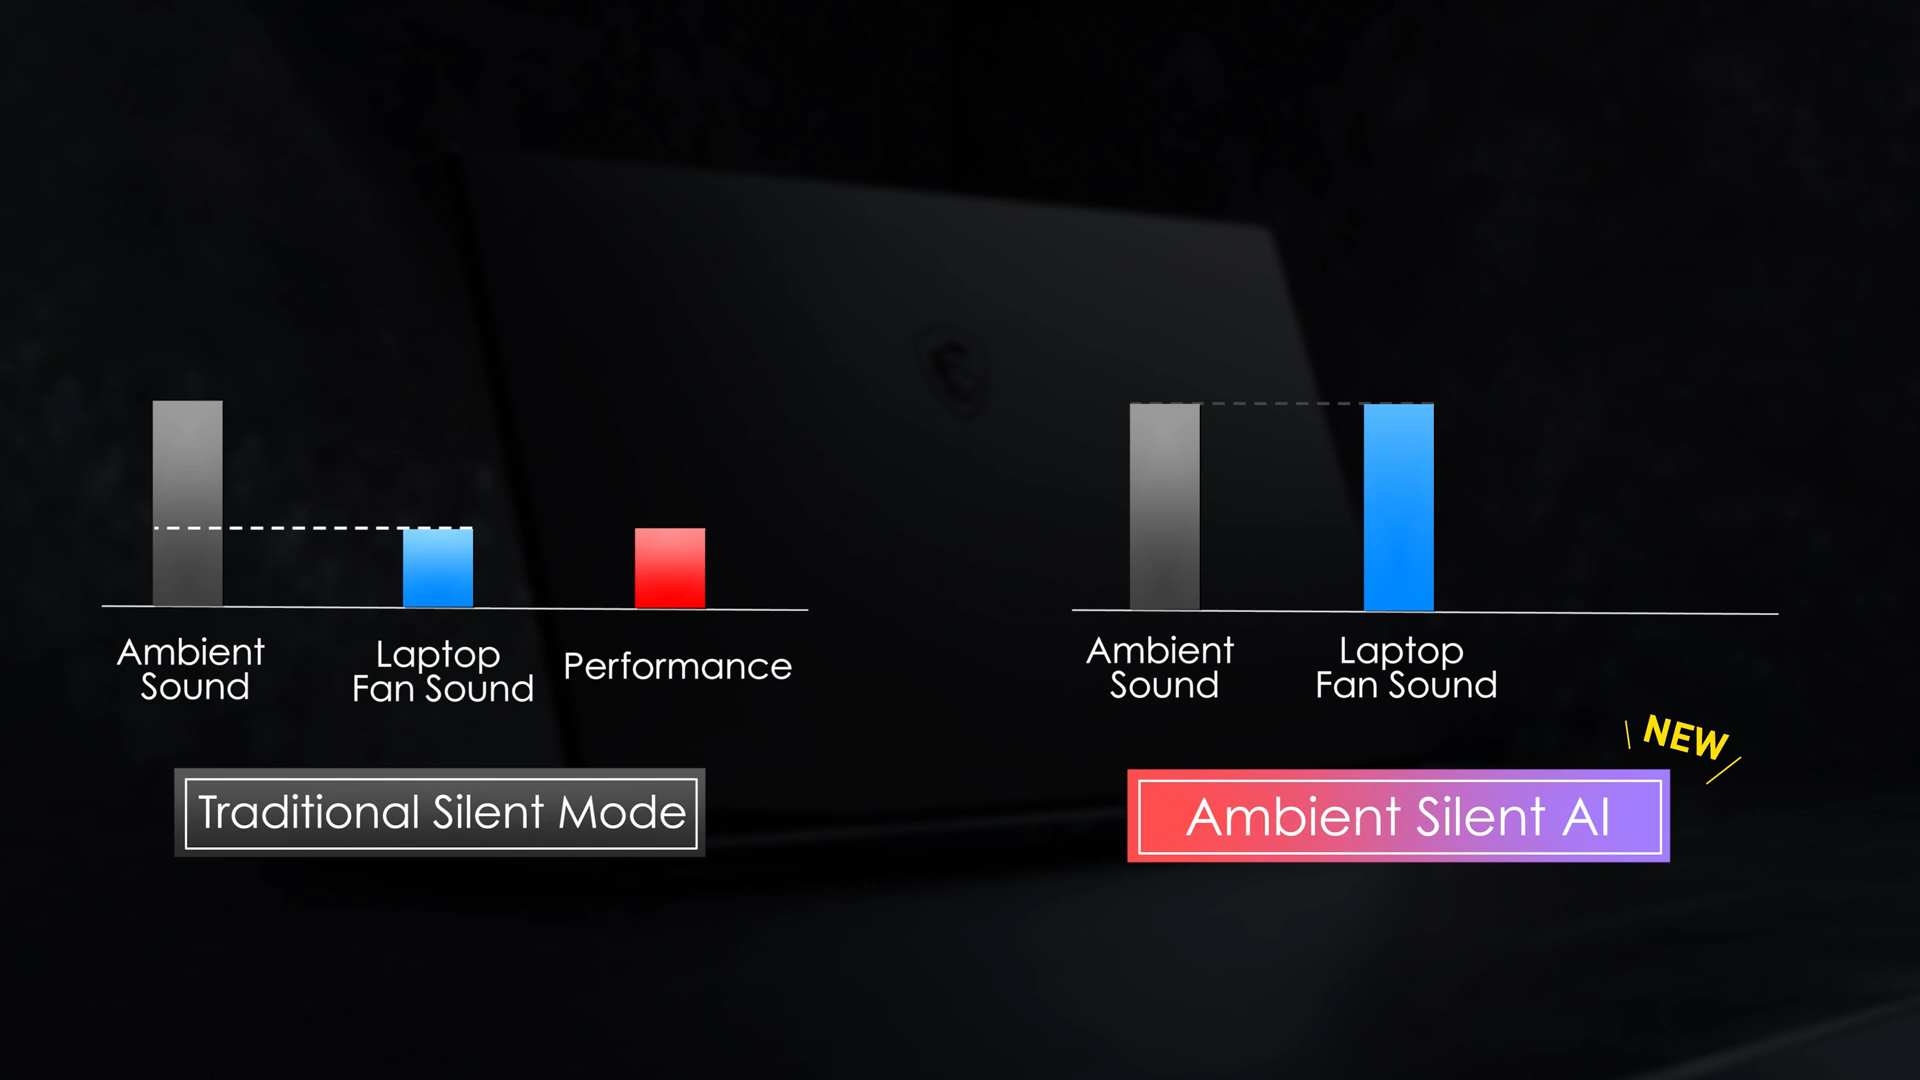 Ambient
Sound
Laptop
Fan Sound
Performance
Traditional Silent Mode
Ambient
Sound
Laptop
Fan Sound
NEW
Ambient Silent AI